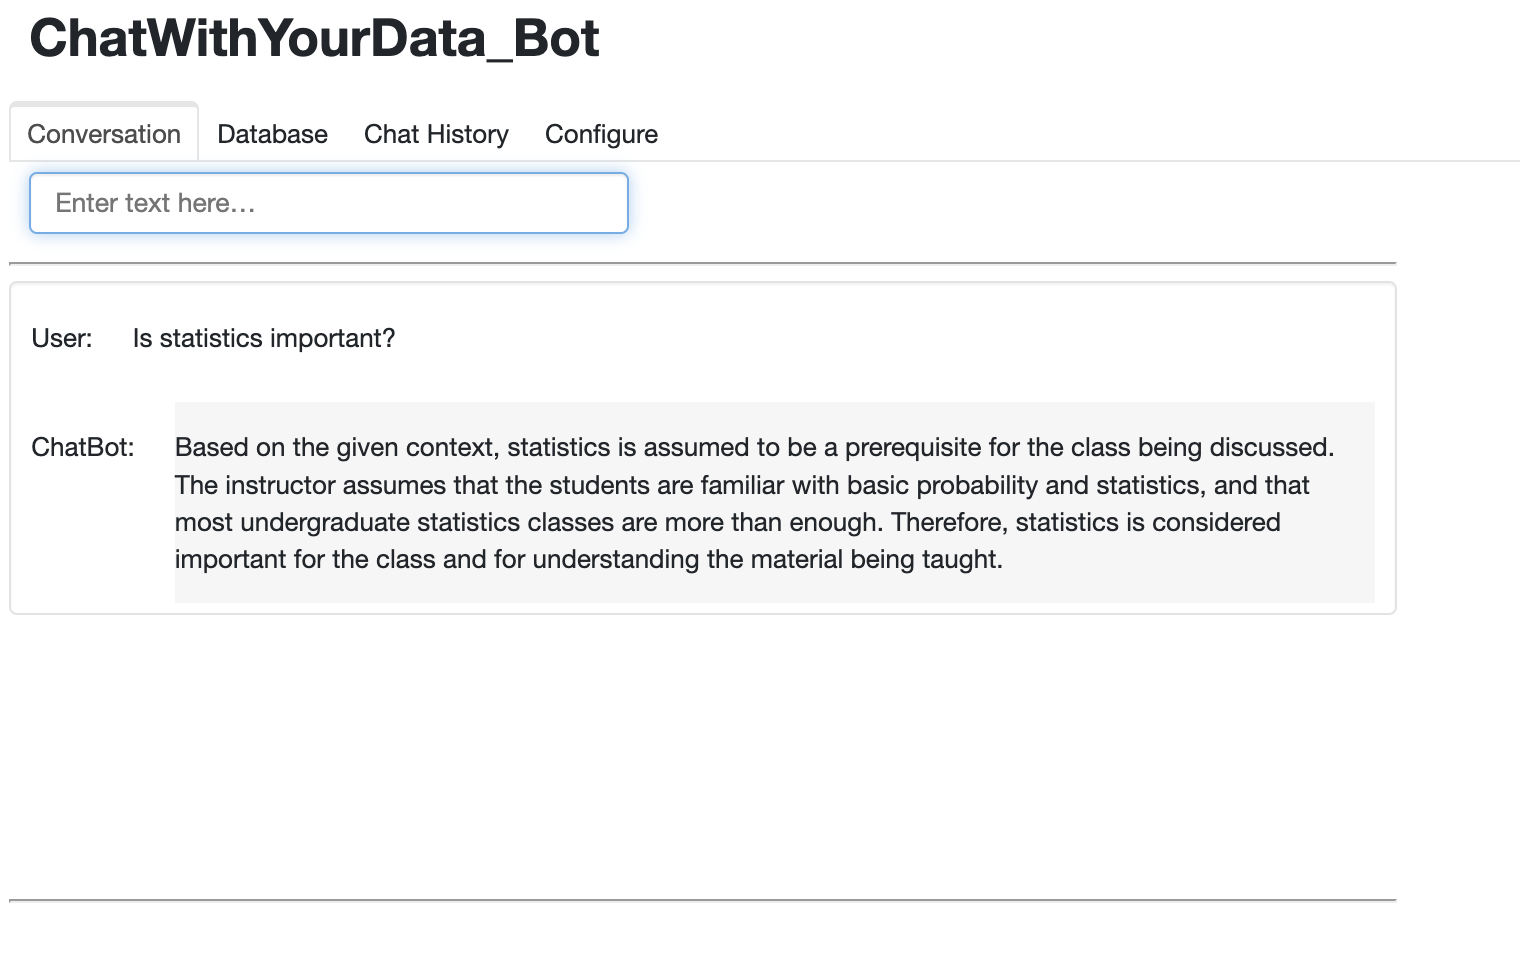 ChatWithYourData_Bot
Conversation Database Chat History Configure
Enter text here…
User: Is statistics important?
ChatBot: Based on the given context, statistics is assumed to be a prerequisite for the class being discussed.
The instructor assumes that the students are familiar with basic probability and statistics, and that
most undergraduate statistics classes are more than enough. Therefore, statistics is considered
important for the class and for understanding the material being taught.